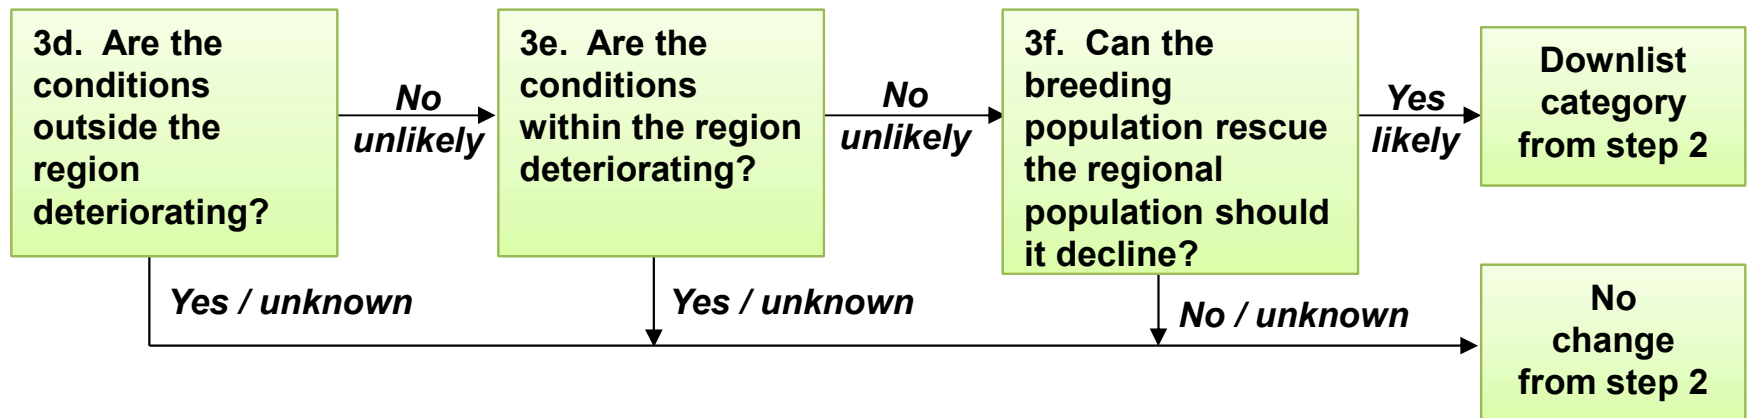 3d. Are the
conditions
outside the
region
deteriorating?
No
unlikely
3e. Are the
conditions
within the region
deteriorating?
No
unlikely
3f. Can the
breeding
population rescue
the regional
population should
it decline?
Yes
likely
Downlist
category
from step 2
Yes / unknown
Yes / unknown
No / unknown
No
change
from step 2